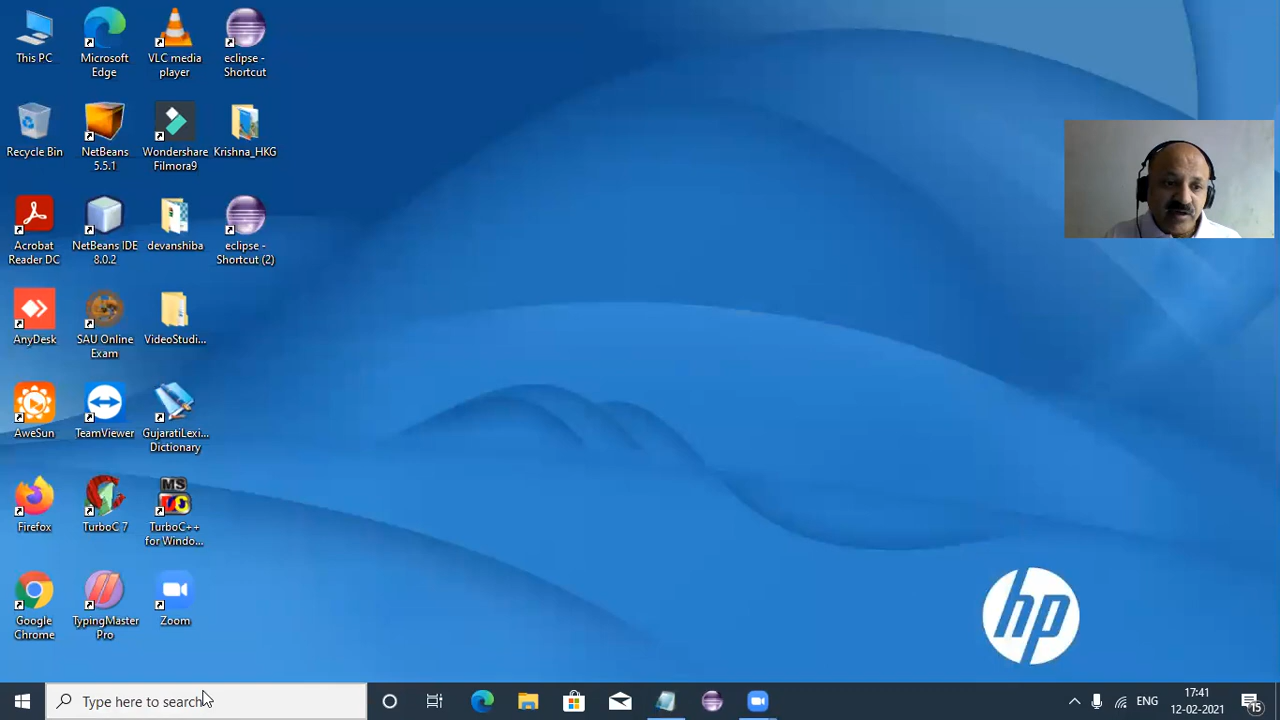 This PC
Microsoft
Edge
VLC media
player
eclipse -
Shortcut
Recycle Bin
NetBeans
5.5.1
Wondershare
Filmora9
Krishna_HKG
Acrobat
Reader DC
NetBeans IDE
8.0.2
devanshiba
eclipse -
Shortcut (2)
AnyDesk
SAU Online
Exam
VideoStudi...
AweSun
TeamViewer
GujaratiLexi...
Dictionary
Firefox
TurboC 7
MS
TurboC++
for Windo...
Google
Chrome
TypingMaster
Pro
Zoom
hp
Type here to search
ENG
17:41
12-02-2021
15